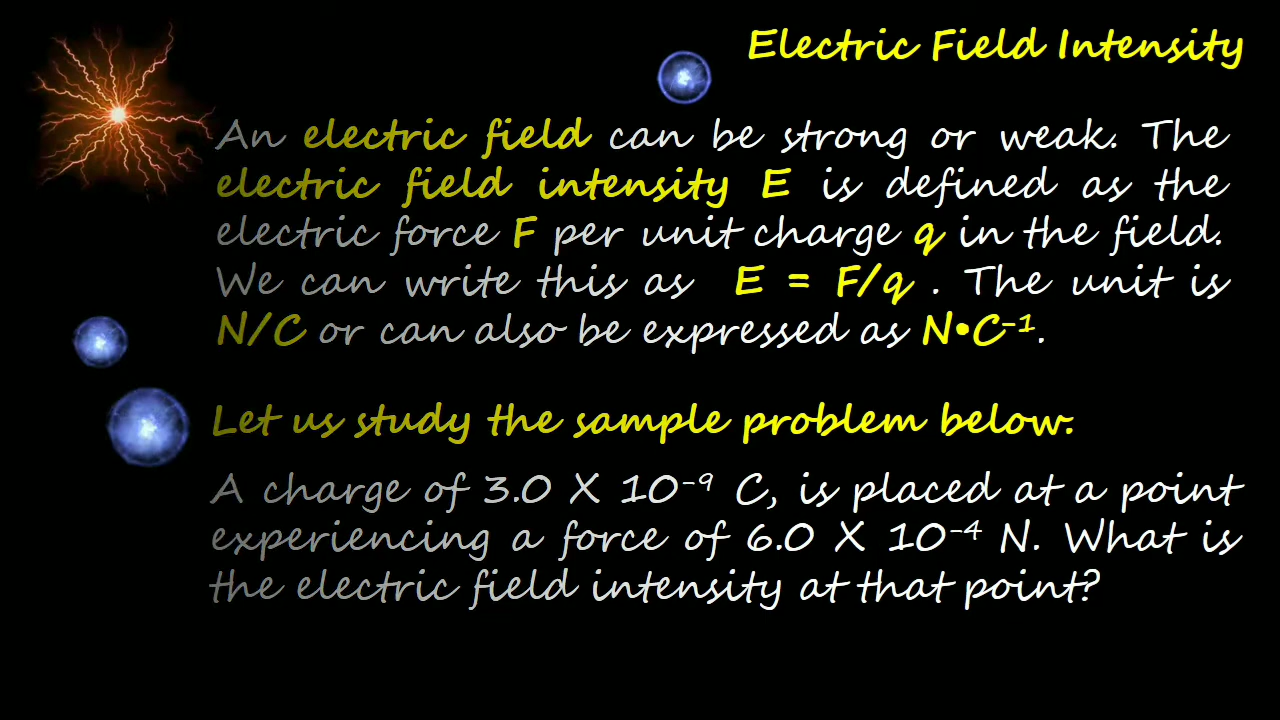 Electric Field Intensity
An electric field can be strong or weak. The
electric field intensity E is defined as the
electric force F per unit charge q in the field.
We can write this as E = F/q . The unit is
N/C or can also be expressed as N•C⁻¹.
Let us study the sample problem below.
A charge of 3.0 X 10⁻⁹ C, is placed at a point
experiencing a force of 6.0 X 10⁻⁴ N. What is
the electric field intensity at that point?